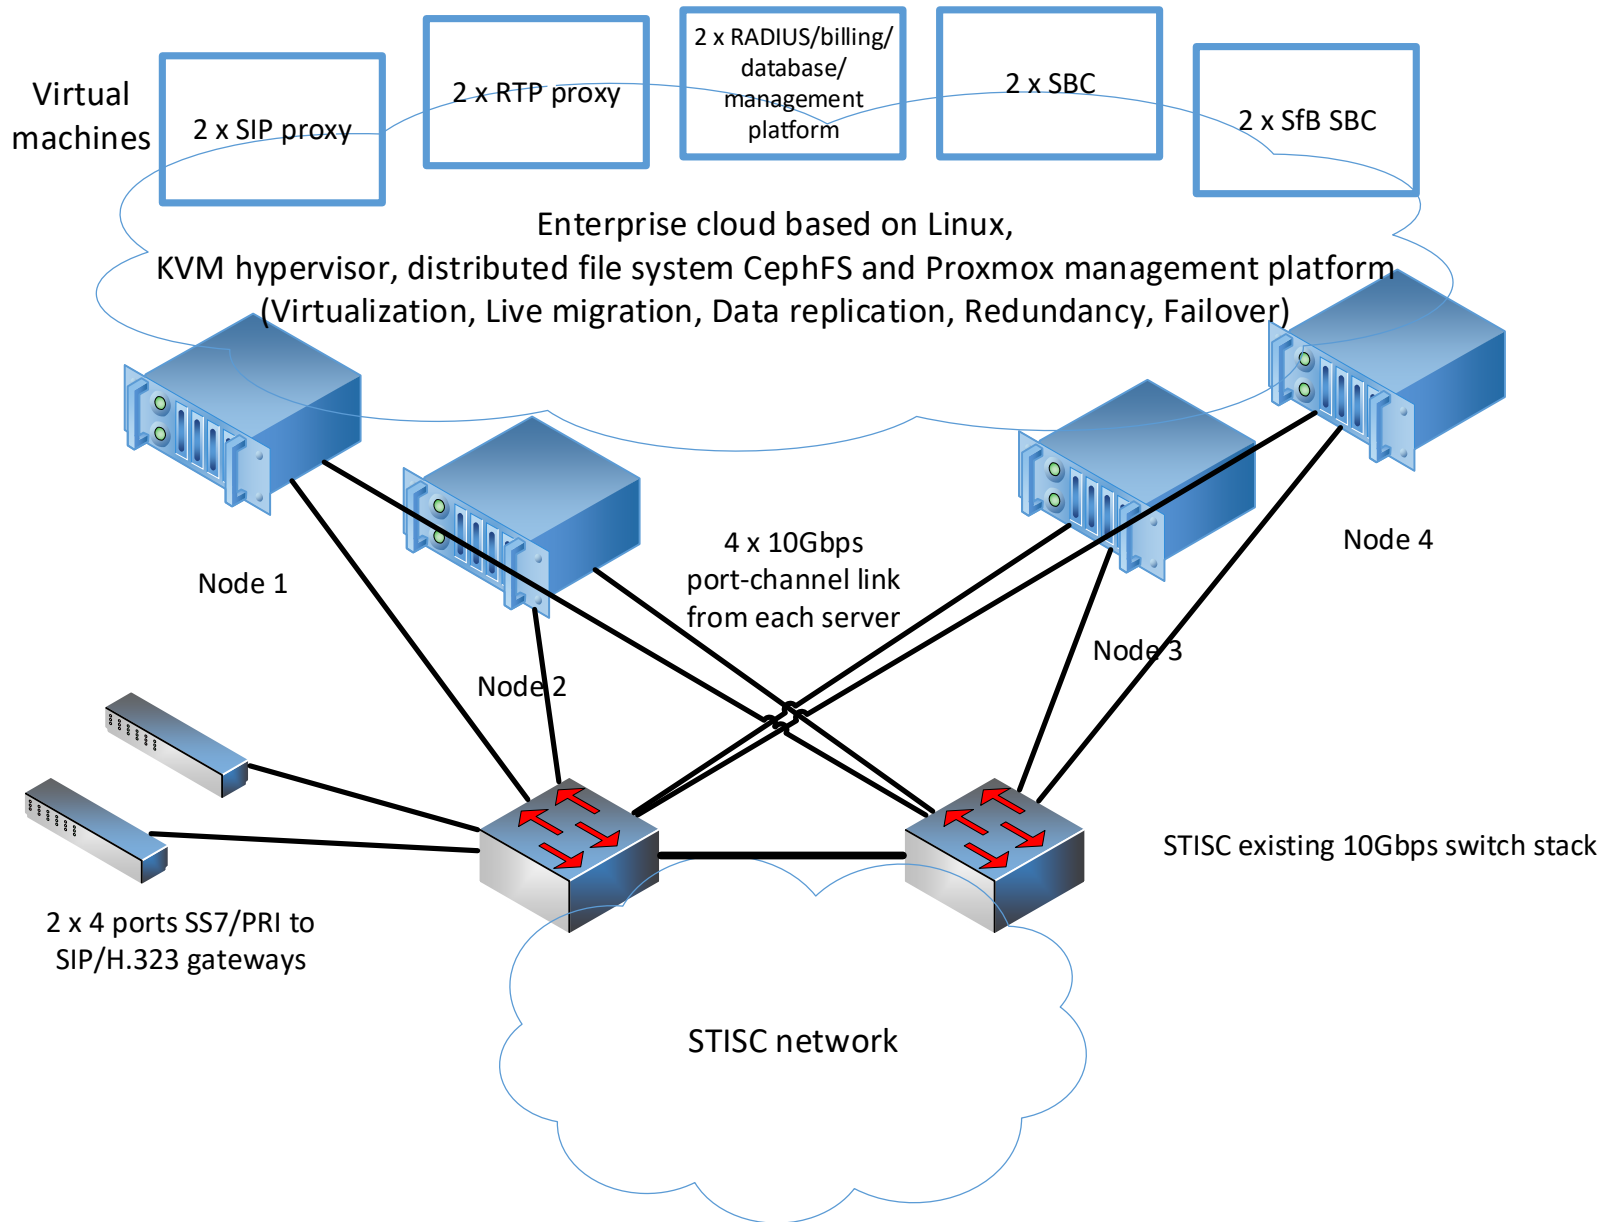 Virtual
machines
2 x SIP proxy
2 x RTP proxy
2 x RADIUS/billing/
database/
management
platform
2 x SBC
2 x SfB SBC
Enterprise cloud based on Linux,
KVM hypervisor, distributed file system CephFS and Proxmox management platform
(Virtualization, Live migration, Data replication, Redundancy, Failover)
Node 1
Node 2
4 x 10Gbps
port-channel link
from each server
Node 3
Node 4
2 x 4 ports SS7/PRI to
SIP/H.323 gateways
STISC existing 10Gbps switch stack
STISC network